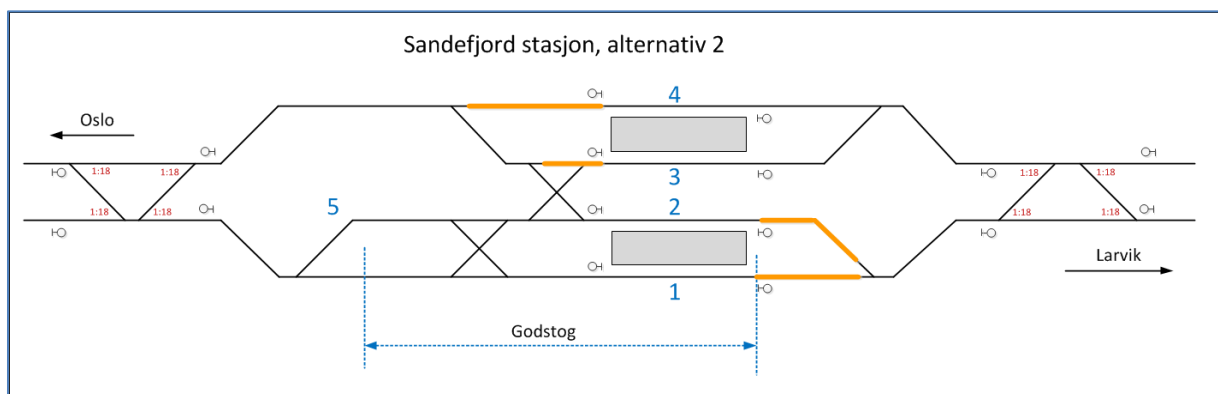 Sandefjord stasjon, alternativ 2
4
Oslo
1:18 1:18 1:18 1:18
3
1:18 1:18 5 2 1:18 1:18
Larvik
1
Godstog